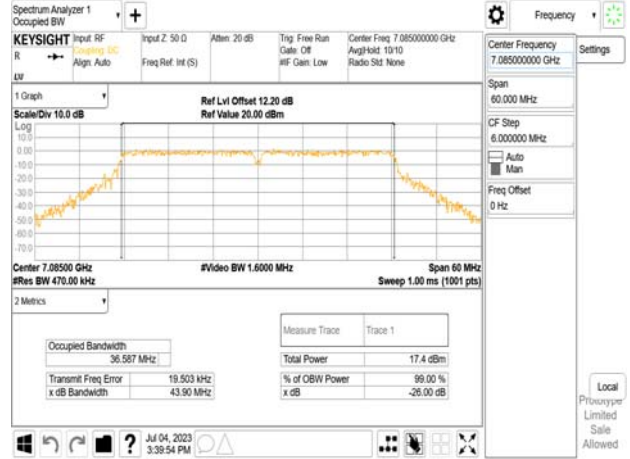 Spectrum Analyzer 1
Occupied BW
Frequency
KEYSIGHT
R
Input: RF
Coupling: DC
Align: Auto
Input Z: 50 Ω
Freq Ref: Int (S)
Atten: 20 dB
Trig: Free Run
Gate: Off
#IF Gain: Low
Center Freq: 7.085000000 GHz
Avg|Hold: 10/10
Radio Std: None
LXI
1 Graph
Scale/Div 10.0 dB
Ref Lvl Offset 12.20 dB
Ref Value 20.00 dBm
Log
10.0
0.00
-10.0
-20.0
-30.0
-40.0
-50.0
-60.0
-70.0
Center 7.08500 GHz
#Res BW 470.00 kHz
#Video BW 1.6000 MHz
Span 60 MHz
Sweep 1.00 ms (1001 pts)
2 Metrics
Measure Trace
Trace 1
Occupied Bandwidth
36.587 MHz
Total Power
17.4 dBm
Transmit Freq Error
19.503 kHz
% of OBW Power
99.00 %
x dB Bandwidth
43.90 MHz
x dB
-26.00 dB
Jul 04, 2023
3:39:54 PM
Center Frequency
7.085000000 GHz
Settings
Span
60.000 MHz
CF Step
6.000000 MHz
Auto
Man
Freq Offset
0 Hz
Local
Prototype
Limited
Sale
Allowed